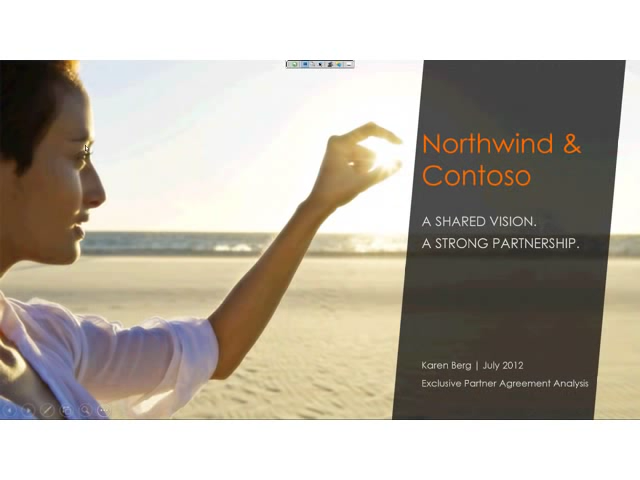 Northwind &
Contoso
A SHARED VISION.
A STRONG PARTNERSHIP.
Karen Berg | July 2012
Exclusive Partner Agreement Analysis